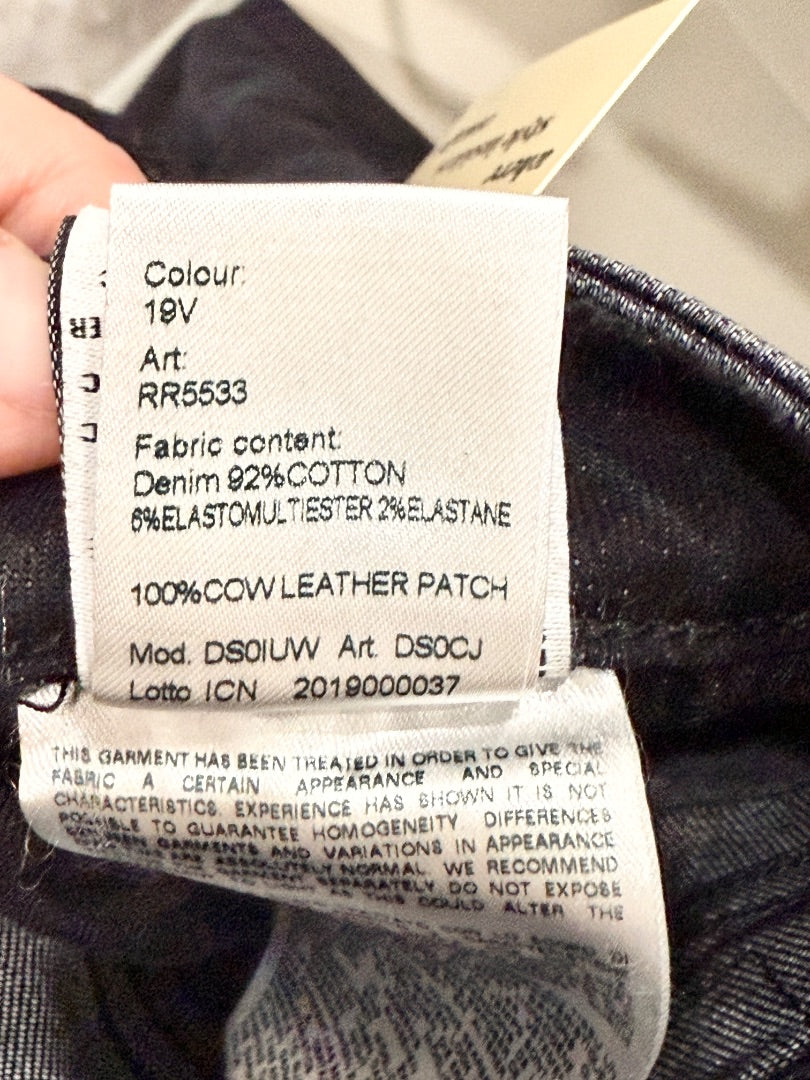 Colour:
19V
Art:
RR5533
Fabric content:
Denim 92%COTTON
6%ELASTOMULTIESTER 2%ELASTANE
100%COW LEATHER PATCH
Mod. DS0IUW Art. DS0CJ
Lotto ICN 2019000037
THIS GARMENT HAS BEEN TREATED IN ORDER TO GIVE THE
FABRIC A CERTAIN APPEARANCE AND SPECIAL
CHARACTERISTICS. EXPERIENCE HAS SHOWN IT IS NOT
POSSIBLE TO GUARANTEE HOMOGENEITY. DIFFERENCES
BETWEEN GARMENTS AND VARIATIONS IN APPEARANCE
ARE ABSOLUTELY NORMAL. WE RECOMMEND
SEPARATELY. DO NOT EXPOSE
THIS COULD ALTER THE